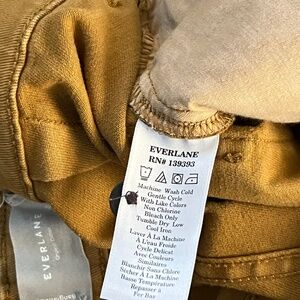 EVERLANE
RN# 139393
Machine Wash Cold
Gentle Cycle
With Like Colors
Non Chlorine
Bleach Only
Tumble Dry Low
Cool Iron
Laver À La Machine
À L'eau Froide
Cycle Delicat
Avec Couleurs
Similaires
Blanchir Sans Chlore
Sécher À La Machine
Basse Température
Repasser à
Fer Bas
EVERLANE